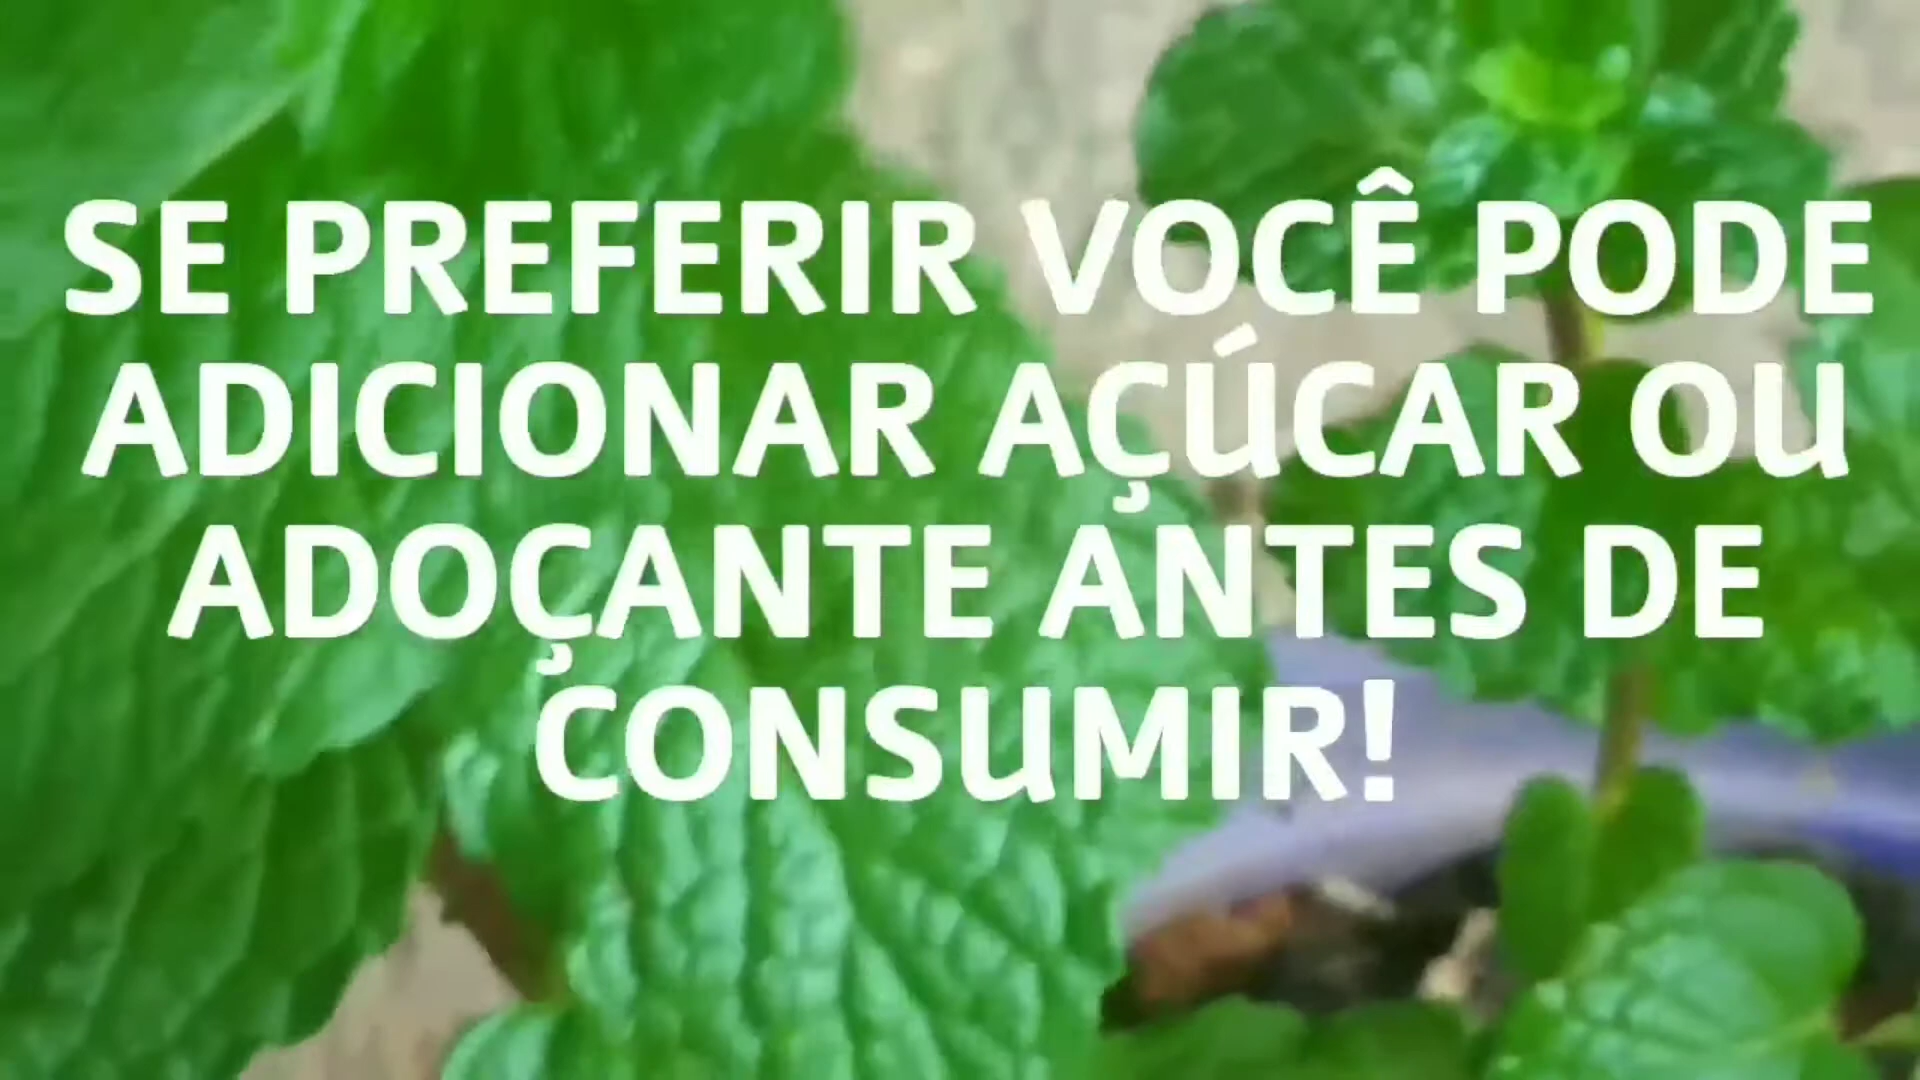 SE PREFERIR VOCÊ PODE
ADICIONAR AÇÚCAR OU
ADOÇANTE ANTES DE
CONSUMIR!